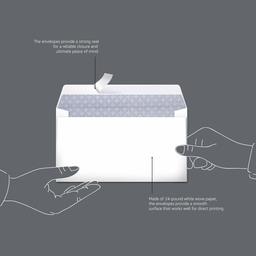 The envelopes provide a strong seal
for a reliable closure and
ultimate peace of mind
Made of 24-pound white wove paper,
the envelopes provide a smooth
surface that works well for direct printing.